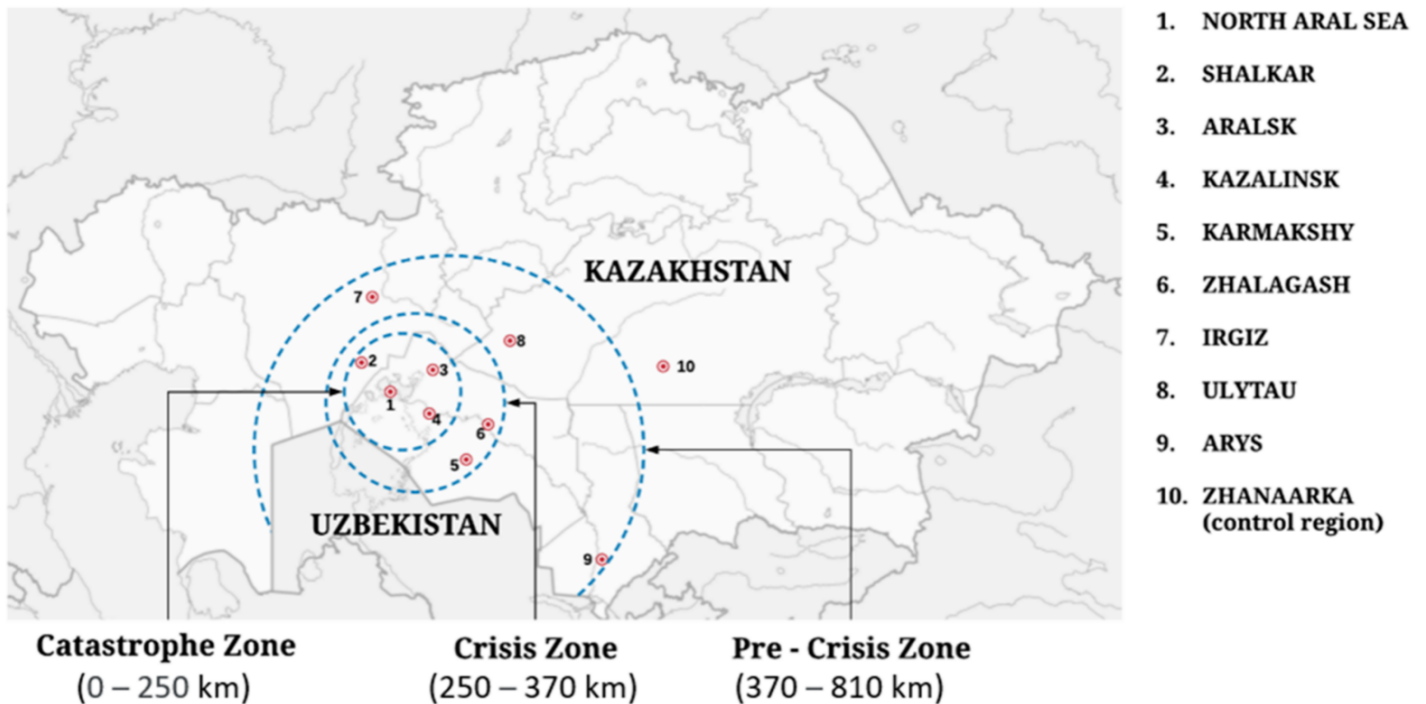 1. NORTH ARAL SEA
2. SHALKAR
3. ARALSK
4. KAZALINSK
5. KARMAKSHY
6. ZHALAGASH
7. IRGIZ
8. ULYTAU
9. ARYS
10. ZHANAARKA
(control region)
KAZAKHSTAN
7
8
2
3
10
1
4
6
5
UZBEKISTAN
9
Catastrophe Zone
(0 – 250 km)
Crisis Zone
(250 – 370 km)
Pre - Crisis Zone
(370 – 810 km)